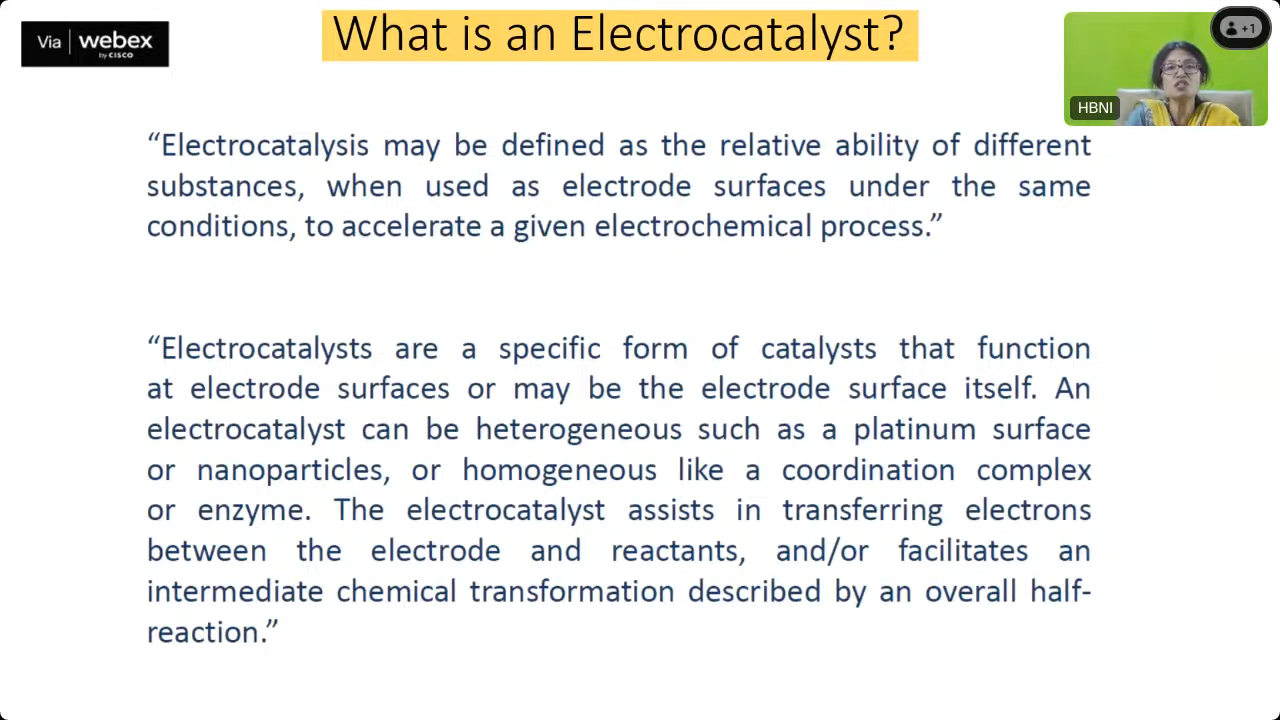 What is an Electrocatalyst?
Via | webex
by CISCO
+1
HBNI
“Electrocatalysis may be defined as the relative ability of different
substances, when used as electrode surfaces under the same
conditions, to accelerate a given electrochemical process.”
“Electrocatalysts are a specific form of catalysts that function
at electrode surfaces or may be the electrode surface itself. An
electrocatalyst can be heterogeneous such as a platinum surface
or nanoparticles, or homogeneous like a coordination complex
or enzyme. The electrocatalyst assists in transferring electrons
between the electrode and reactants, and/or facilitates an
intermediate chemical transformation described by an overall half-
reaction.”